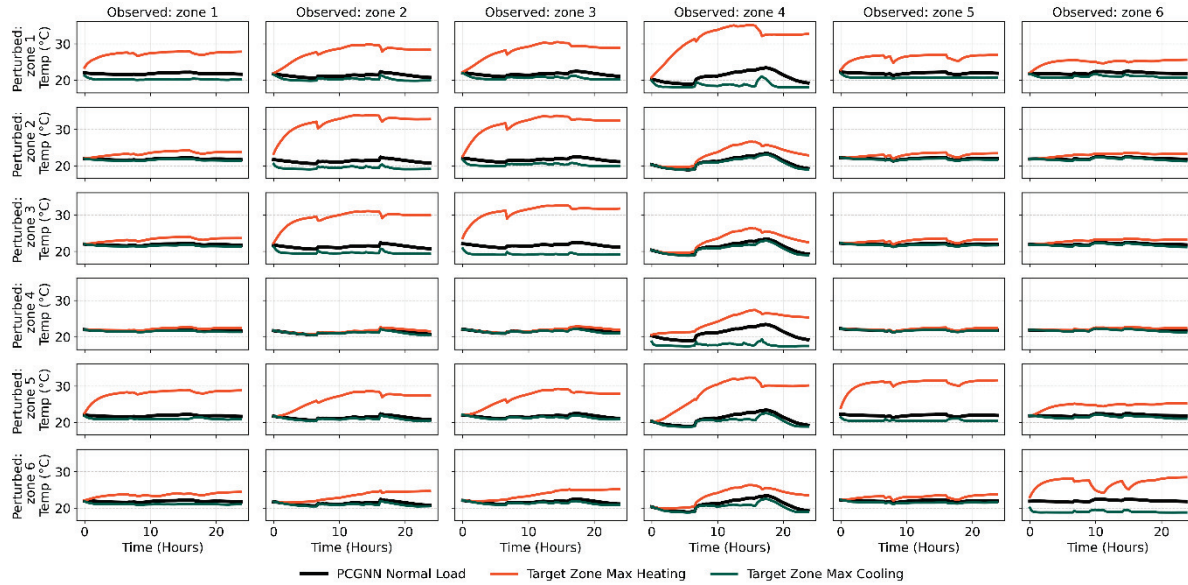 Observed: zone 1 Observed: zone 2 Observed: zone 3 Observed: zone 4 Observed: zone 5 Observed: zone 6
Perturbed:
zone 1
Temp (°C)
30
20
Perturbed:
zone 2
Temp (°C)
30
20
Perturbed:
zone 3
Temp (°C)
30
20
Perturbed:
zone 4
Temp (°C)
30
20
Perturbed:
zone 5
Temp (°C)
30
20
Perturbed:
zone 6
Temp (°C)
30
20
0 10 20 0 10 20 0 10 20 0 10 20 0 10 20 0 10 20
Time (Hours) Time (Hours) Time (Hours) Time (Hours) Time (Hours) Time (Hours)
PCGNN Normal Load Target Zone Max Heating Target Zone Max Cooling